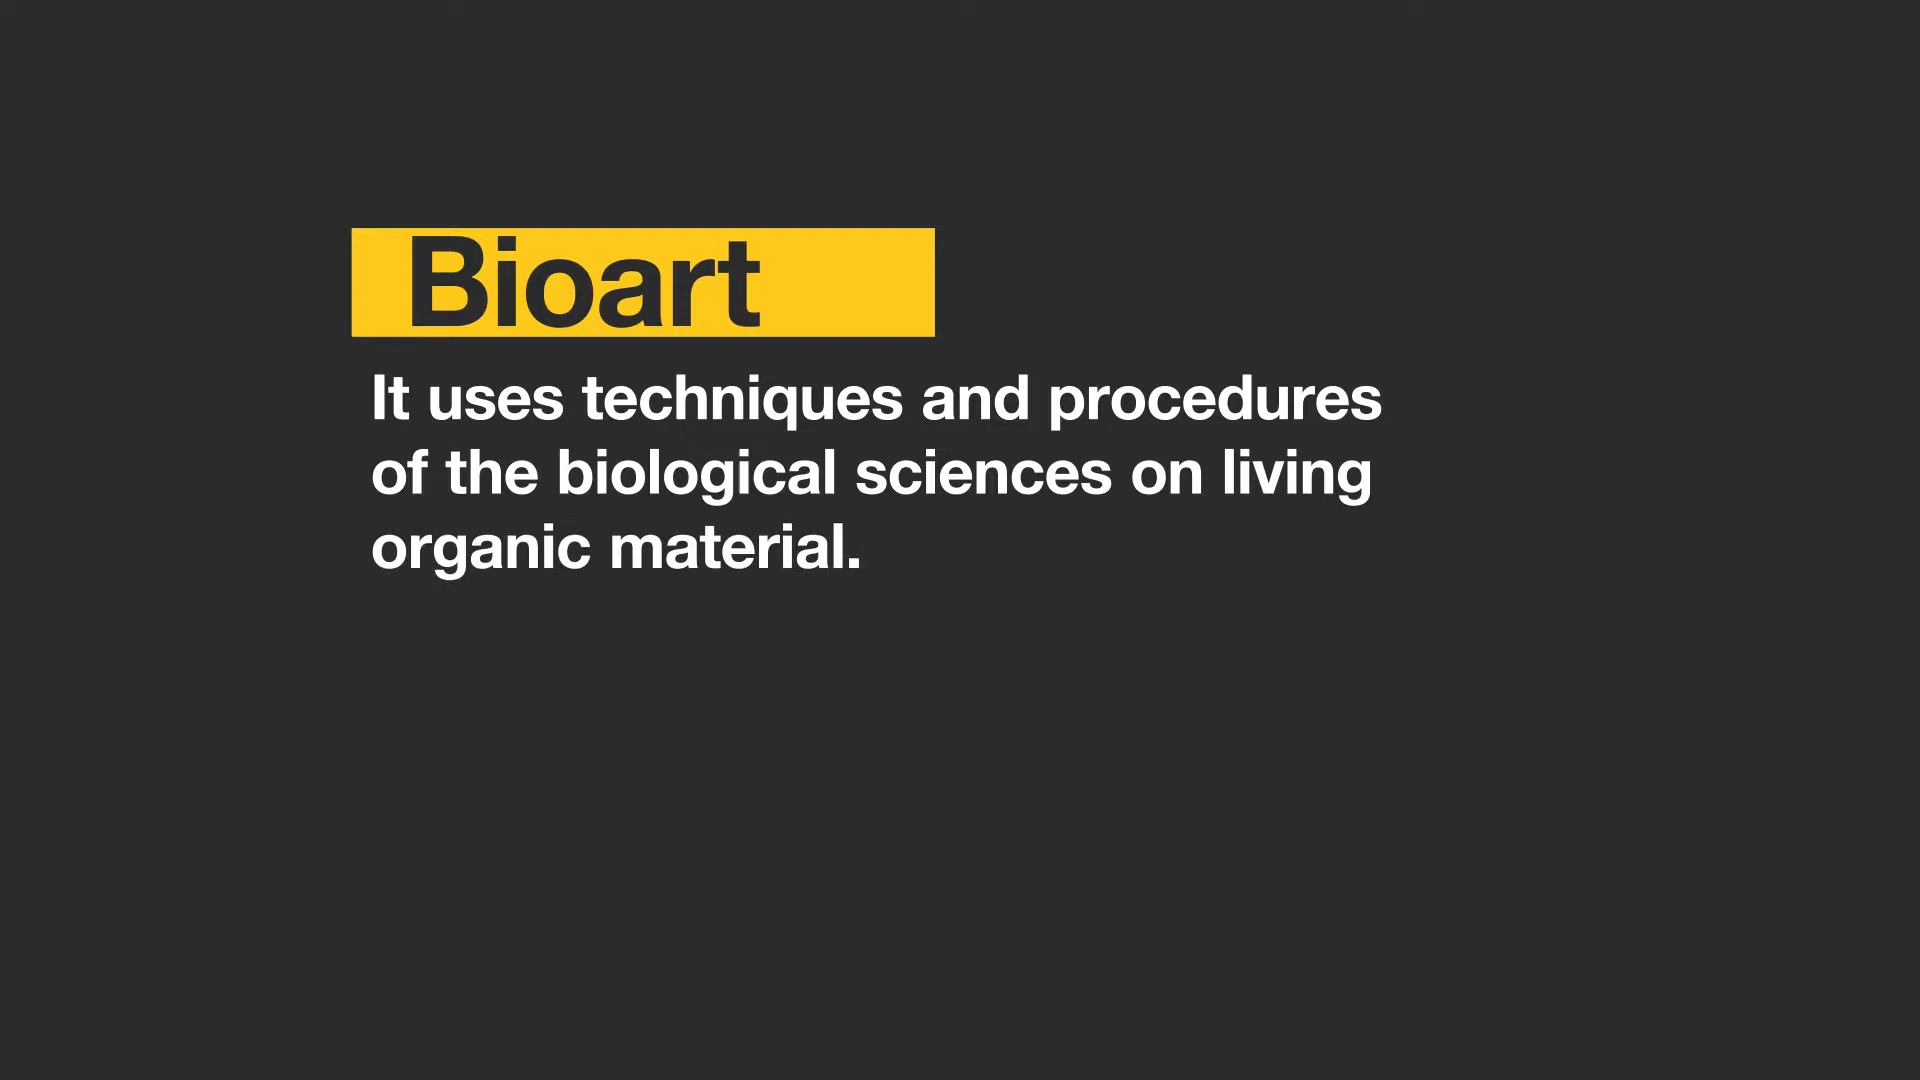 Bioart
It uses techniques and procedures
of the biological sciences on living
organic material.